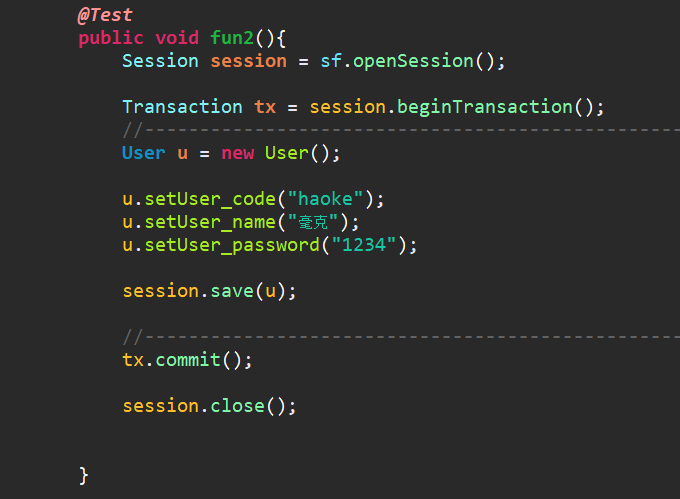 @Test
public void fun2(){
Session session = sf.openSession();
Transaction tx = session.beginTransaction();
//-------------------------------------------------
User u = new User();
u.setUser_code("haoke");
u.setUser_name("毫克");
u.setUser_password("1234");
session.save(u);
//-------------------------------------------------
tx.commit();
session.close();
}